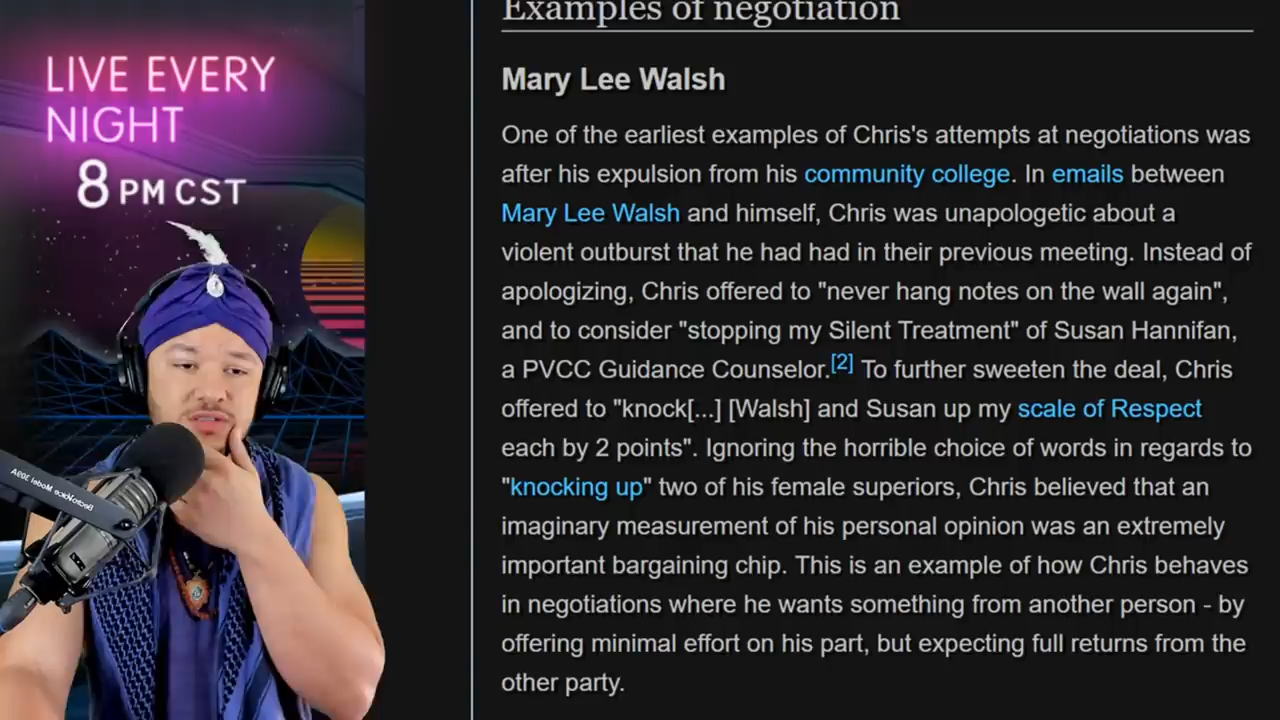 LIVE EVERY
NIGHT
8 PM CST
Examples of negotiation
Mary Lee Walsh
One of the earliest examples of Chris's attempts at negotiations was
after his expulsion from his community college. In emails between
Mary Lee Walsh and himself, Chris was unapologetic about a
violent outburst that he had had in their previous meeting. Instead of
apologizing, Chris offered to "never hang notes on the wall again",
and to consider "stopping my Silent Treatment" of Susan Hannifan,
a PVCC Guidance Counselor.[2] To further sweeten the deal, Chris
offered to "knock[...] [Walsh] and Susan up my scale of Respect
each by 2 points". Ignoring the horrible choice of words in regards to
"knocking up" two of his female superiors, Chris believed that an
imaginary measurement of his personal opinion was an extremely
important bargaining chip. This is an example of how Chris behaves
in negotiations where he wants something from another person - by
offering minimal effort on his part, but expecting full returns from the
other party.